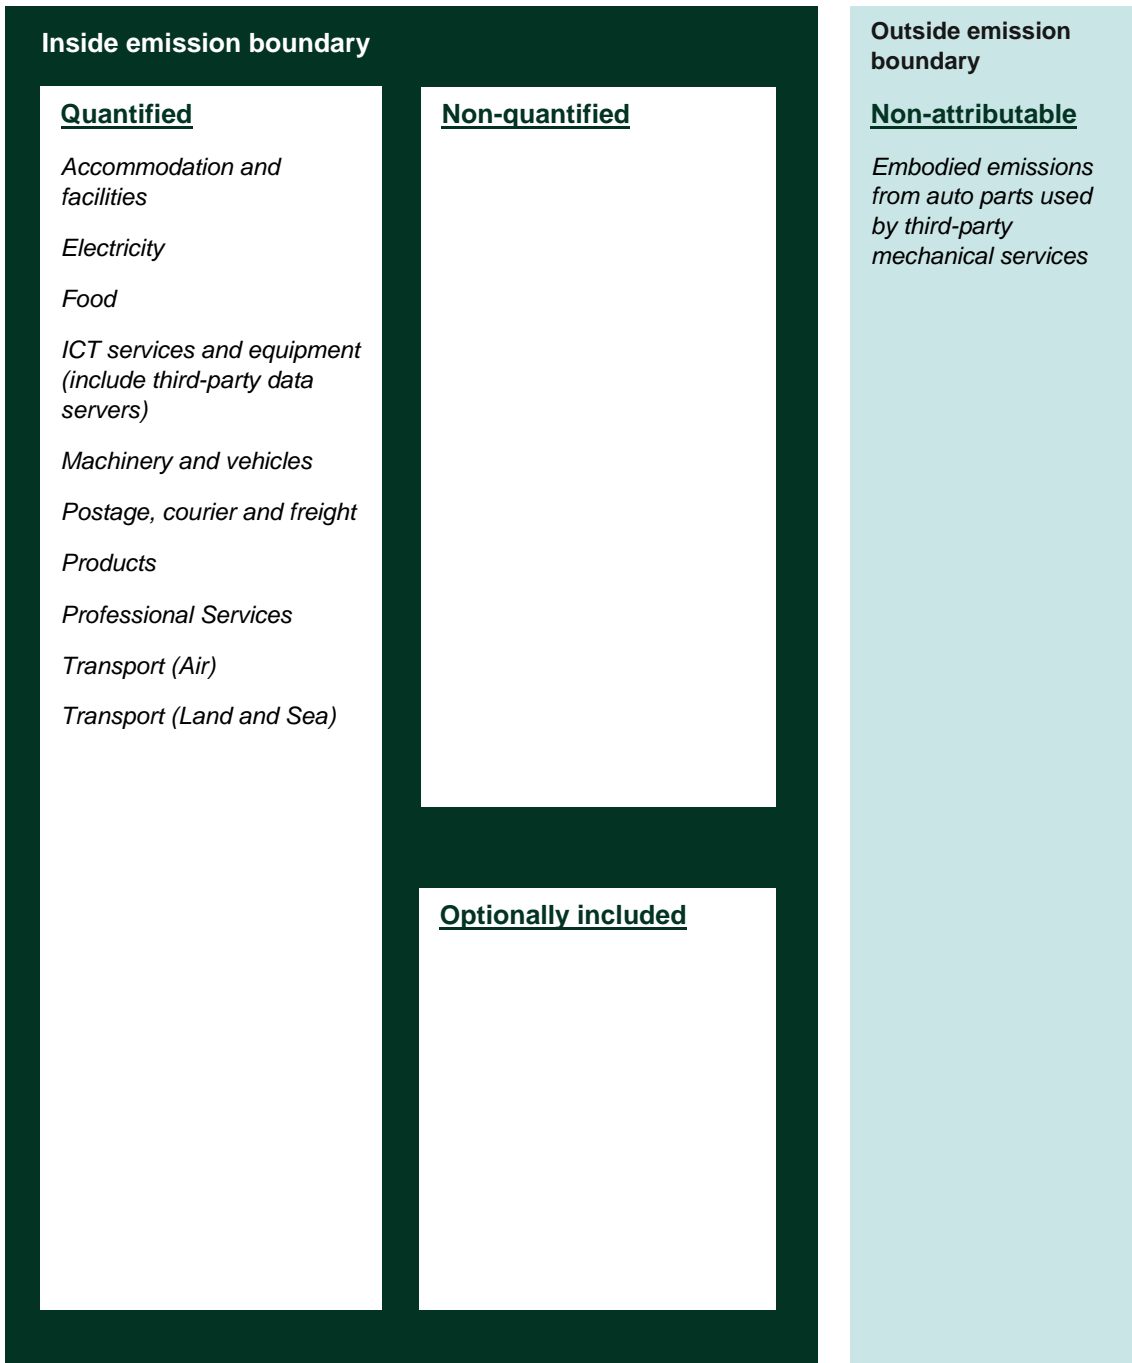 Inside emission boundary
Quantified
Accommodation and
facilities
Electricity
Food
ICT services and equipment
(include third-party data
servers)
Machinery and vehicles
Postage, courier and freight
Products
Professional Services
Transport (Air)
Transport (Land and Sea)
Non-quantified
Optionally included
Outside emission
boundary
Non-attributable
Embodied emissions
from auto parts used
by third-party
mechanical services